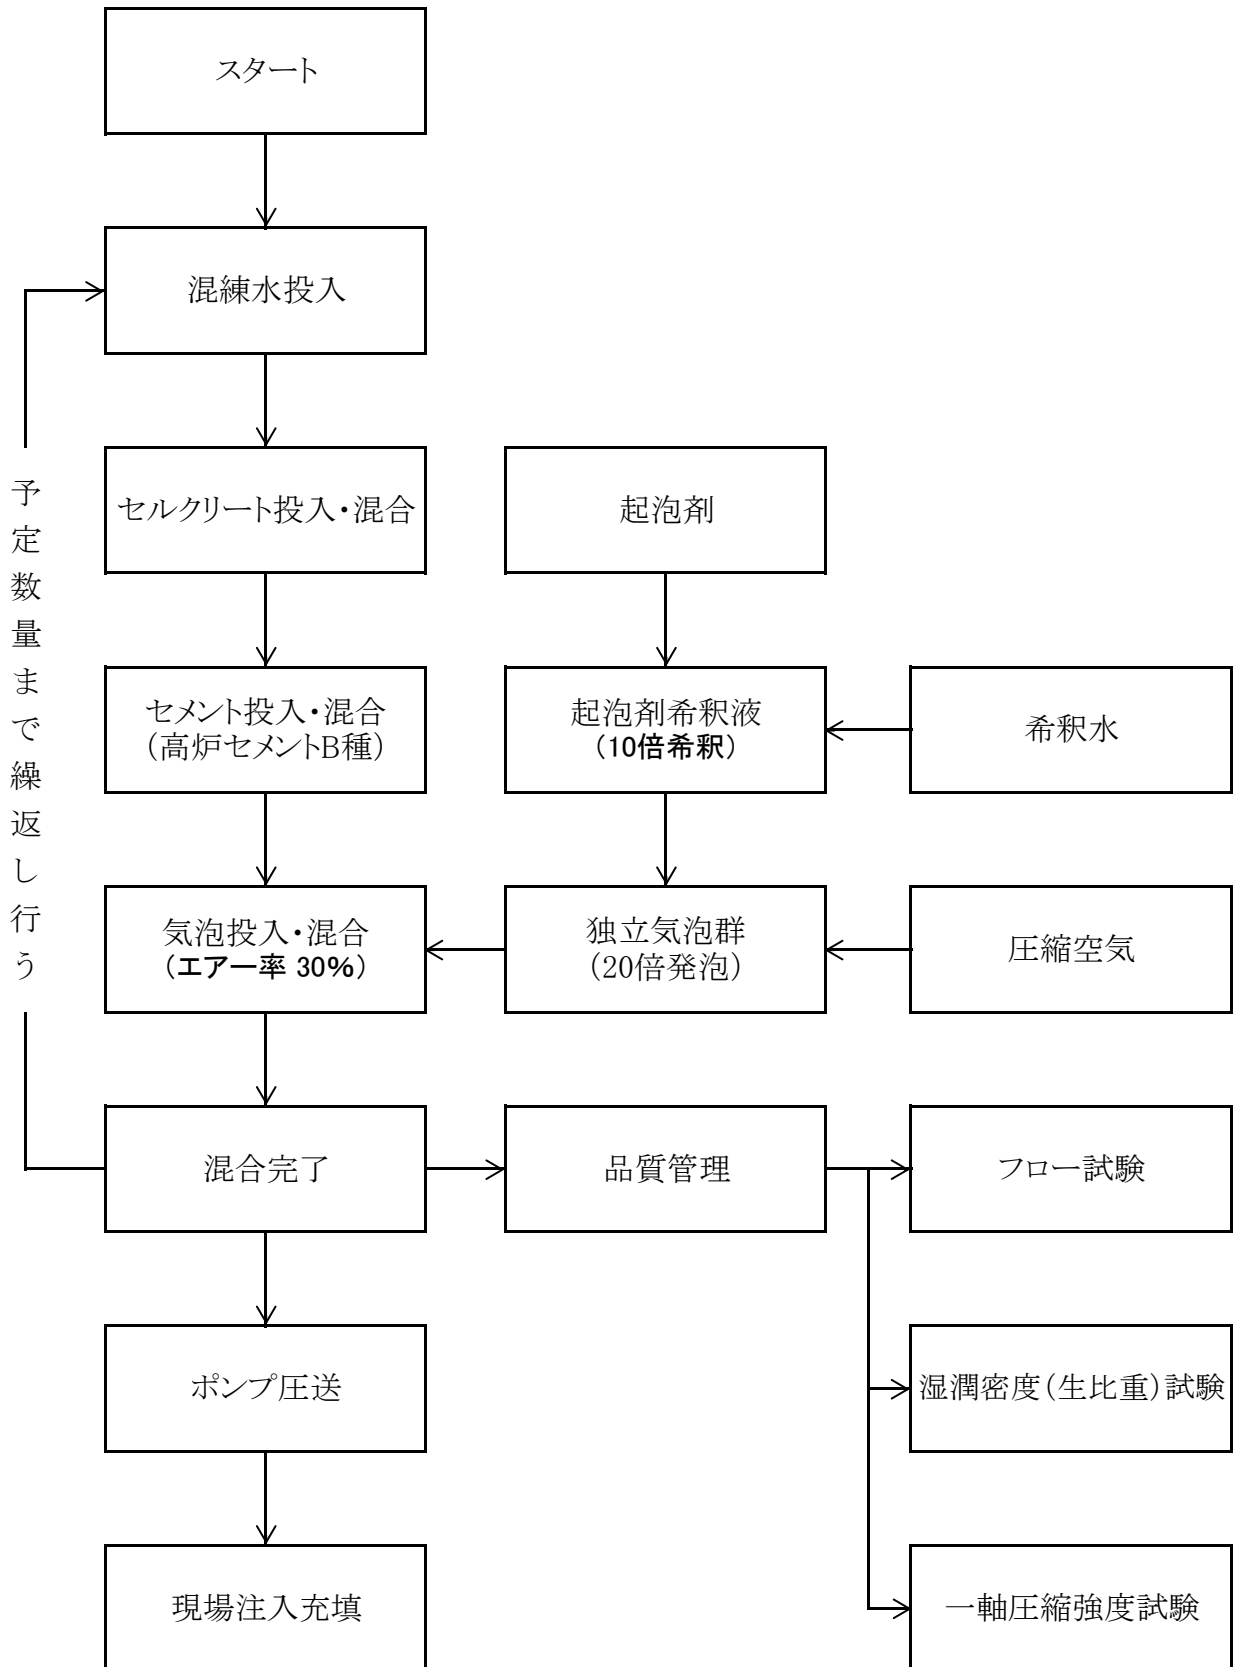 スタート
混練水投入
セルクリート投入・混合
起泡剤
予定数量まで繰返し行う
セメント投入・混合
（高炉セメントB種）
起泡剤希釈液
（10倍希釈）
希釈水
気泡投入・混合
（エアー率 30％）
独立気泡群
（20倍発泡）
圧縮空気
混合完了
品質管理
フロー試験
ポンプ圧送
湿潤密度（生比重）試験
現場注入充填
一軸圧縮強度試験